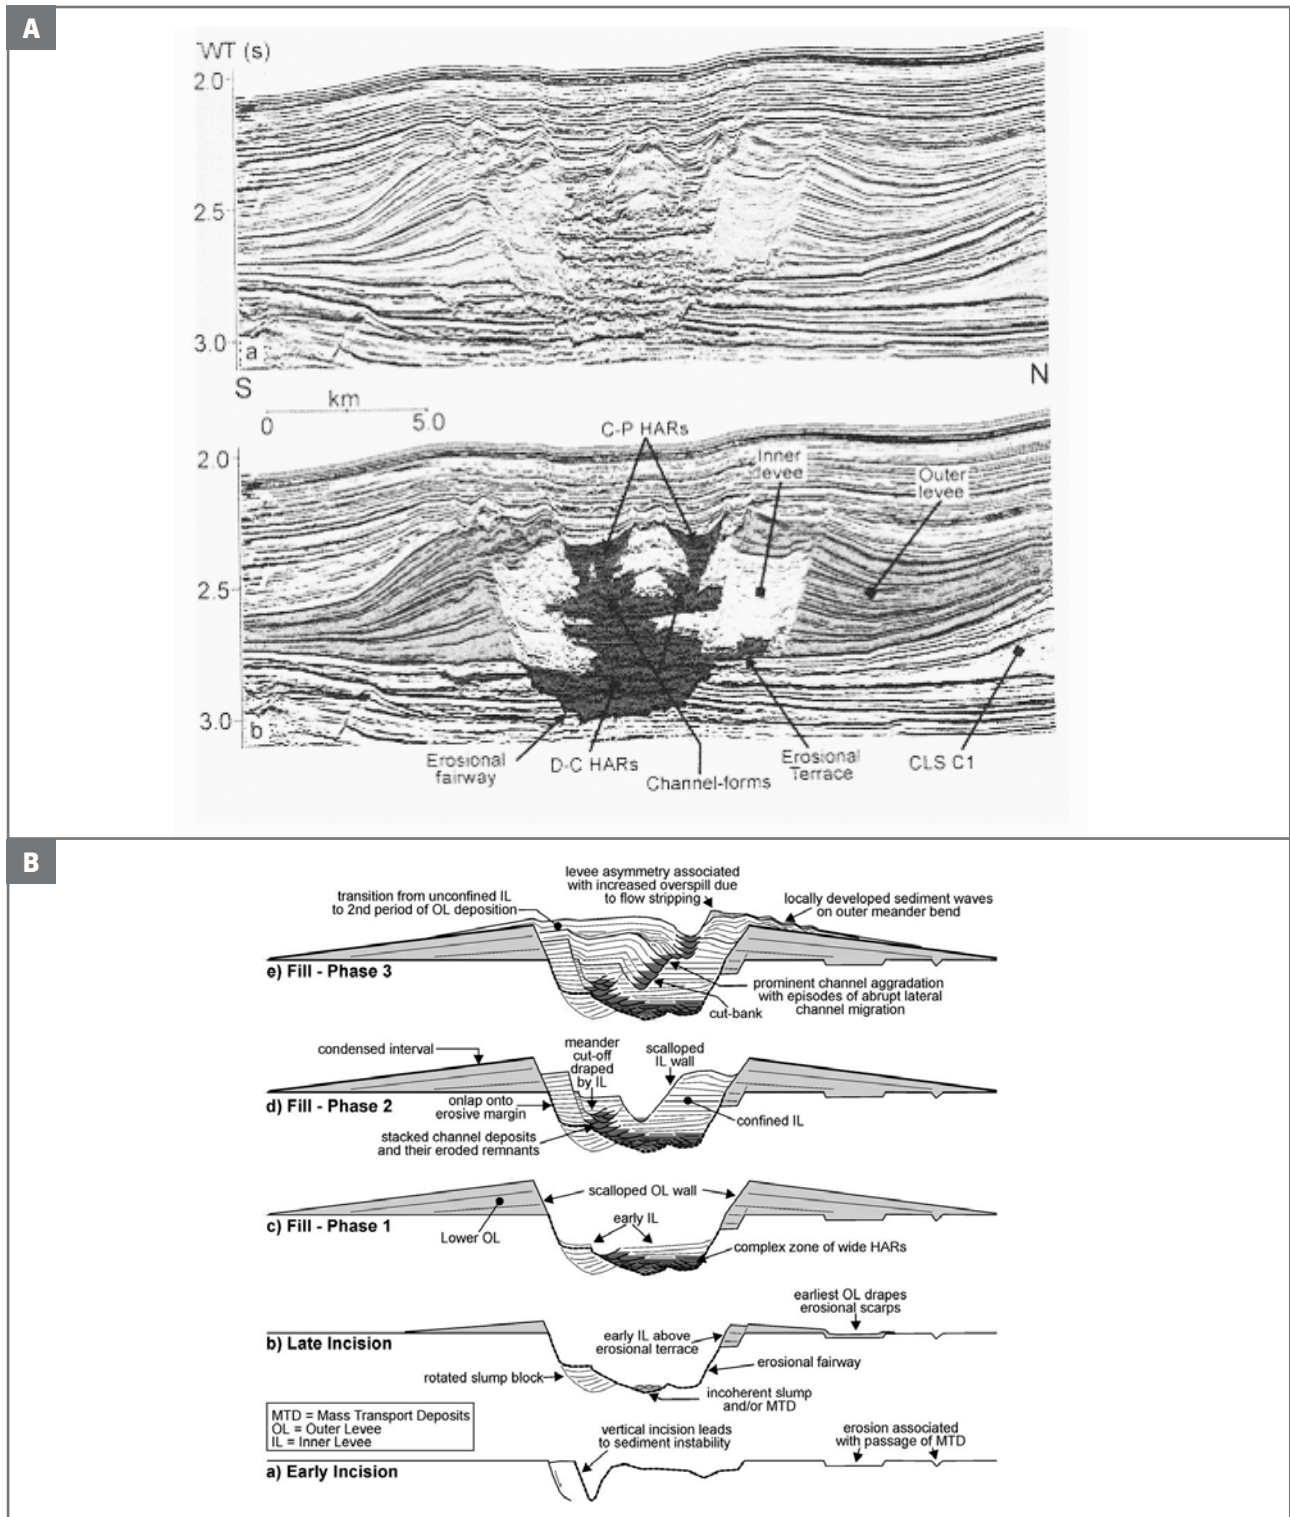 A
TWT (s)
2.0
2.5
3.0
a
S
N
km
0
5.0
C-P HARs
Inner
levee
Outer
levee
2.0
2.5
3.0
b
Erosional
fairway
D-C HARs
Channel-forms
Erosional
Terrace
CLS C1
B
levee asymmetry associated
with increased overspill due
to flow stripping
transition from unconfined IL
to 2nd period of OL deposition
locally developed sediment waves
on outer meander bend
e) Fill - Phase 3
prominent channel aggradation
with episodes of abrupt lateral
channel migration
cut-bank
condensed interval
meander
cut-off
draped
by IL
scalloped
IL wall
d) Fill - Phase 2
onlap onto
erosive margin
confined IL
stacked channel deposits
and their eroded remnants
scalloped OL wall
c) Fill - Phase 1
early IL
Lower OL
complex zone of wide HARs
earliest OL drapes
erosional scarps
b) Late Incision
early IL above
erosional terrace
erosional fairway
rotated slump block
incoherent slump
and/or MTD
MTD = Mass Transport Deposits
OL = Outer Levee
IL = Inner Levee
vertical incision leads
to sediment instability
erosion associated
with passage of MTD
a) Early Incision